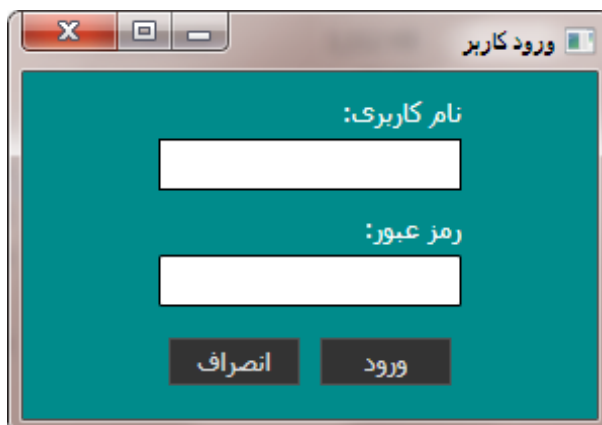 ورود کاربر
نام کاربری:
رمز عبور:
ورود انصراف